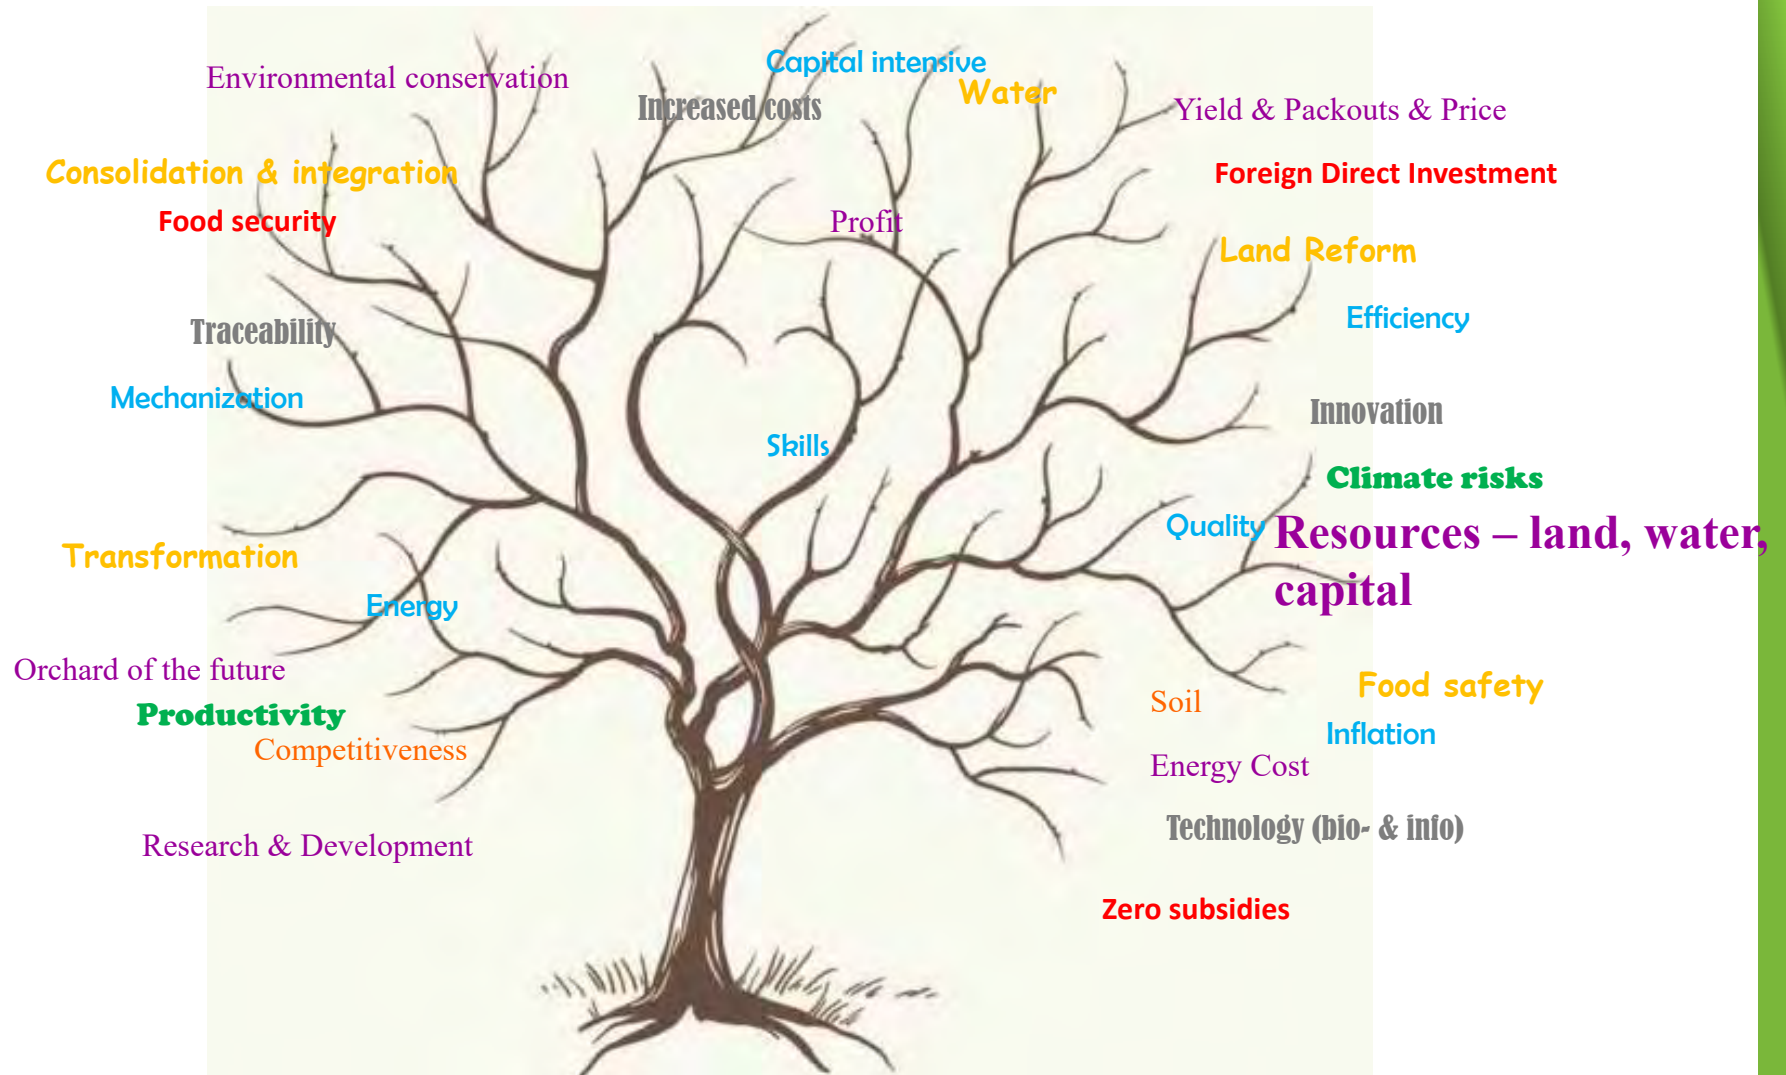 Capital intensive
Environmental conservation
Water
Increased costs
Yield & Packouts & Price
Consolidation & integration
Foreign Direct Investment
Food security
Profit
Land Reform
Efficiency
Traceability
Mechanization
Innovation
Skills
Climate risks
Quality
Resources – land, water,
capital
Transformation
Energy
Orchard of the future
Food safety
Soil
Productivity
Inflation
Competitiveness
Energy Cost
Technology (bio- & info)
Research & Development
Zero subsidies